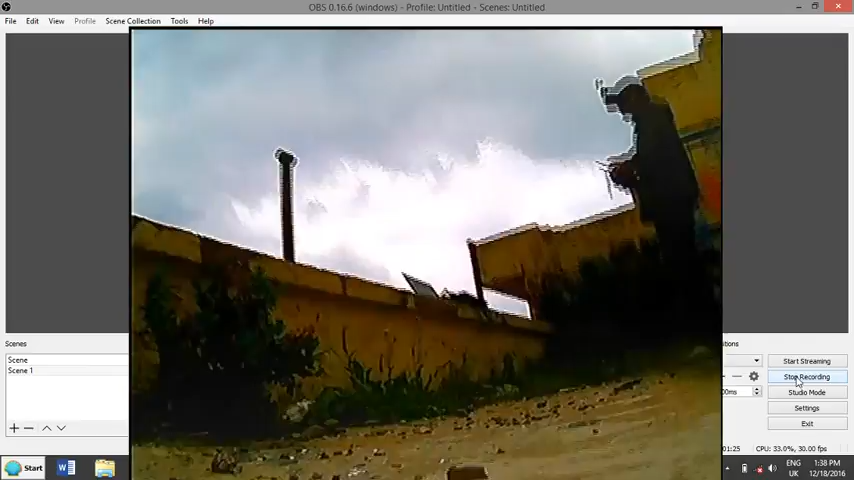 OBS 0.16.6 (windows) - Profile: Untitled - Scenes: Untitled
File Edit View Profile Scene Collection Tools Help
Scenes
Scene
Scene 1
Start Streaming
Stop Recording
Studio Mode
Settings
Exit
CPU: 33.0%, 30.00 fps
Start
ENG
UK
1:38 PM
12/18/2016